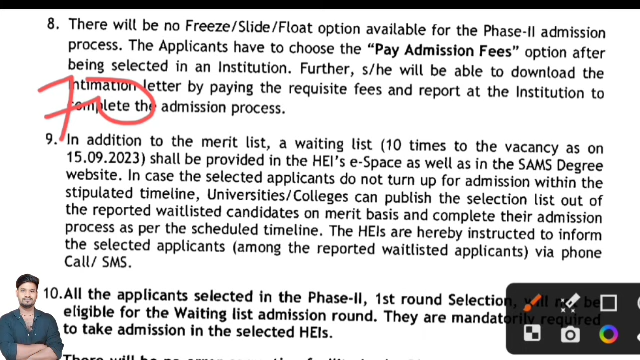 8. There will be no Freeze/Slide/Float option available for the Phase-II admission
process. The Applicants have to choose the “Pay Admission Fees” option after
being selected in an Institution. Further, s/he will be able to download the
intimation letter by paying the requisite fees and report at the Institution to
complete the admission process.
9. In addition to the merit list, a waiting list (10 times to the vacancy as on
15.09.2023) shall be provided in the HEI's e-Space as well as in the SAMS Degree
website. In case the selected applicants do not turn up for admission within the
stipulated timeline, Universities/Colleges can publish the selection list out of
the reported waitlisted candidates on merit basis and complete their admission
process as per the scheduled timeline. The HEIs are hereby instructed to inform
the selected applicants (among the reported waitlisted applicants) via phone
Call/ SMS.
10. All the applicants selected in the Phase-II, 1st round Selection, will not be
eligible for the Waiting list admission round. They are mandatorily required
to take admission in the selected HEIs.